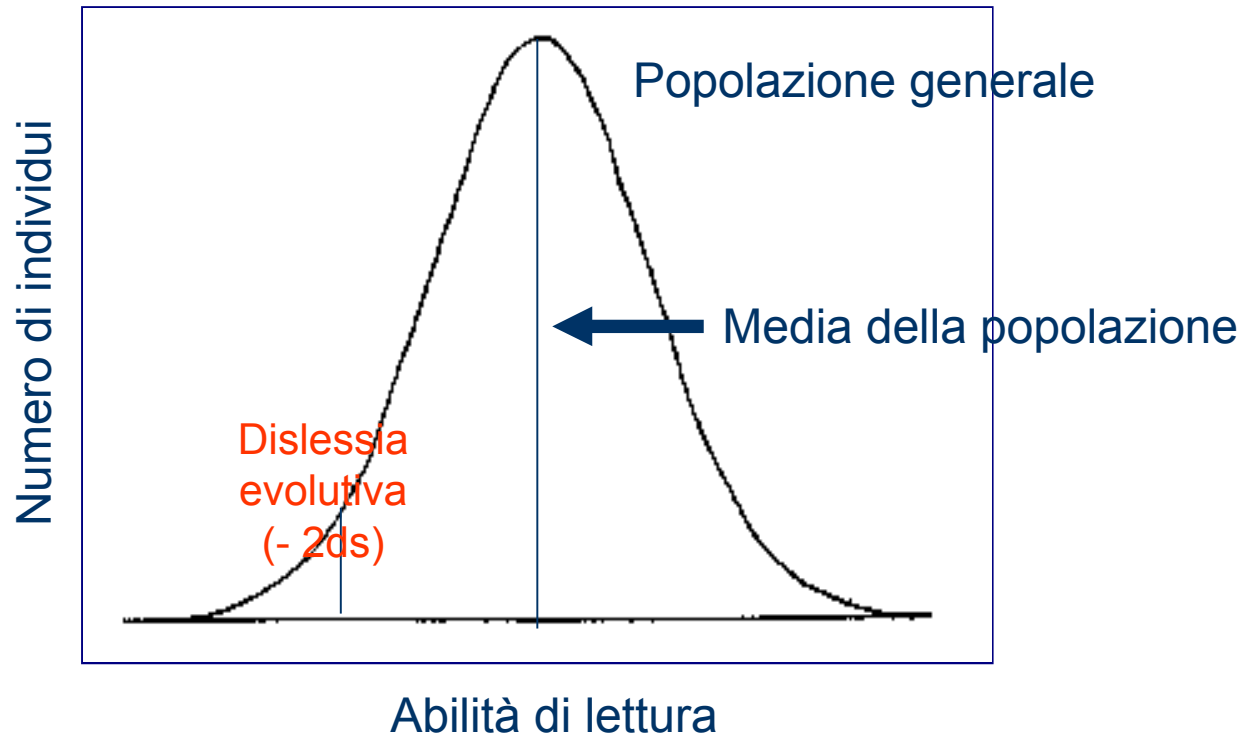 Popolazione generale
Numero di individui
Media della popolazione
Dislessia
evolutiva
(- 2ds)
Abilità di lettura